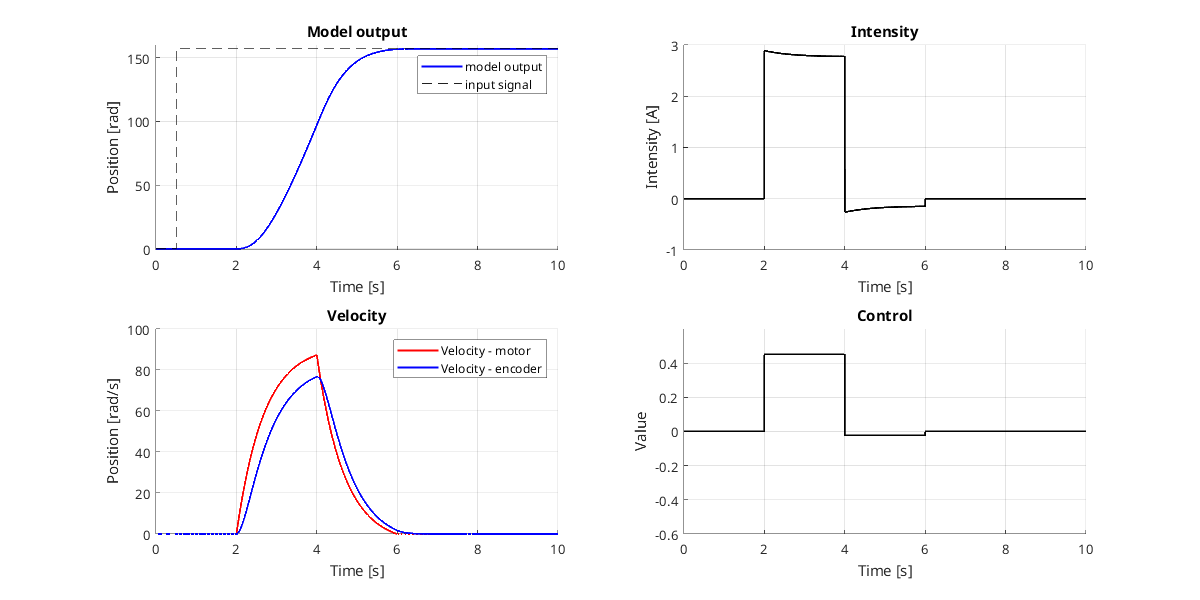 Model output
150
100
50
0
Position [rad]
model output
input signal
0 2 4 6 8 10
Time [s]
Intensity
3
2
1
0
-1
Intensity [A]
0 2 4 6 8 10
Time [s]
Velocity
100
80
60
40
20
0
Position [rad/s]
Velocity - motor
Velocity - encoder
0 2 4 6 8 10
Time [s]
Control
0.4
0.2
0
-0.2
-0.4
-0.6
Value
0 2 4 6 8 10
Time [s]